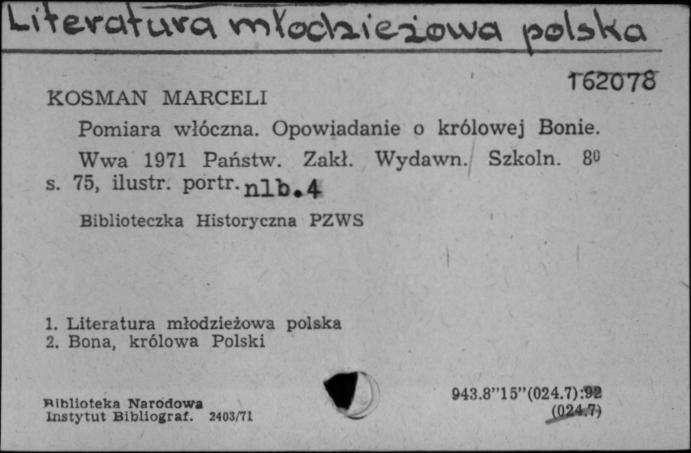 Literatura młodzieżowa polska
162078
KOSMAN MARCELI
Pomiara włóczna. Opowiadanie o królowej Bonie.
Wwa 1971 Państw. Zakł. Wydawn. Szkoln. 8⁰
s. 75, ilustr. portr. nlb.4
Biblioteczka Historyczna PZWS
1. Literatura młodzieżowa polska
2. Bona, królowa Polski
943.8"15"(024.7):92
Biblioteka Narodowa
(024.7)
Instytut Bibliograf. 2403/71